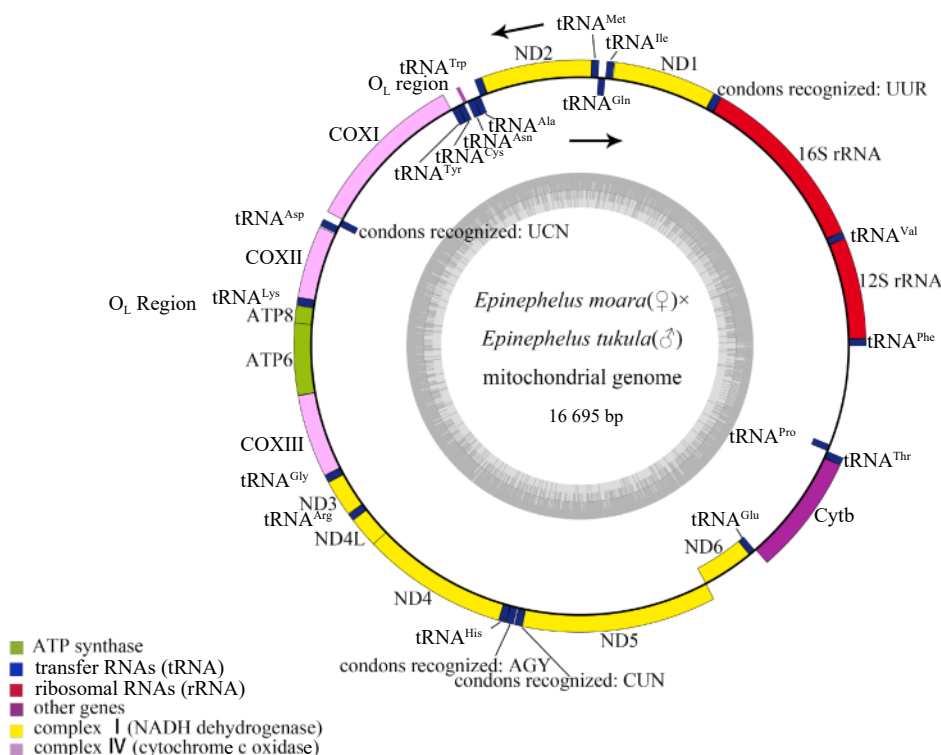 tRNA^Met
tRNA^Ile
ND2
ND1
tRNA^Trp
O_L region
condons recognized: UUR
tRNA^Gln
tRNA^Ala
COXI
tRNA^Asn
tRNA^Cys
16S rRNA
tRNA^Tyr
tRNA^Asp
condons recognized: UCN
tRNA^Val
COXII
12S rRNA
O_L Region
tRNA^Lys
Epinephelus moara(♀)×
ATP8
Epinephelus tukula(♂)
tRNA^Phe
ATP6
mitochondrial genome
16 695 bp
COXIII
tRNA^Pro
tRNA^Thr
tRNA^Gly
ND3
tRNA^Arg
Cytb
tRNA^Glu
ND4L
ND6
ND4
tRNA^His
ND5
condons recognized: AGY
condons recognized: CUN
ATP synthase
transfer RNAs (tRNA)
ribosomal RNAs (rRNA)
other genes
complex Ⅰ (NADH dehydrogenase)
complex Ⅳ (cytochrome c oxidase)